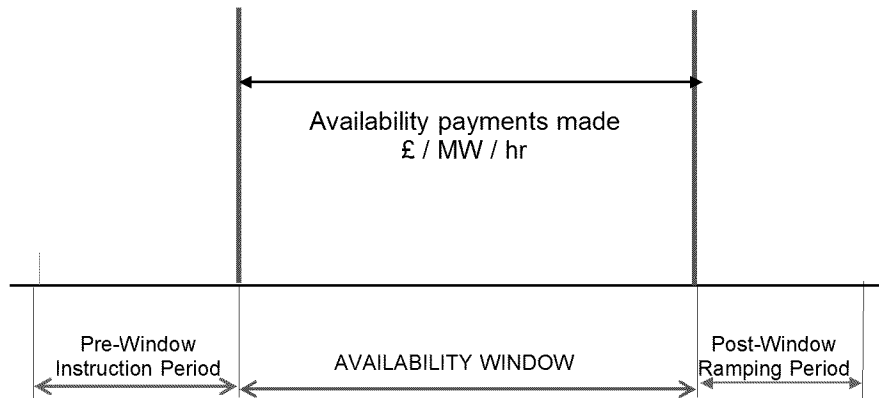 Availability payments made
£ / MW / hr
Pre-Window
Instruction Period
AVAILABILITY WINDOW
Post-Window
Ramping Period